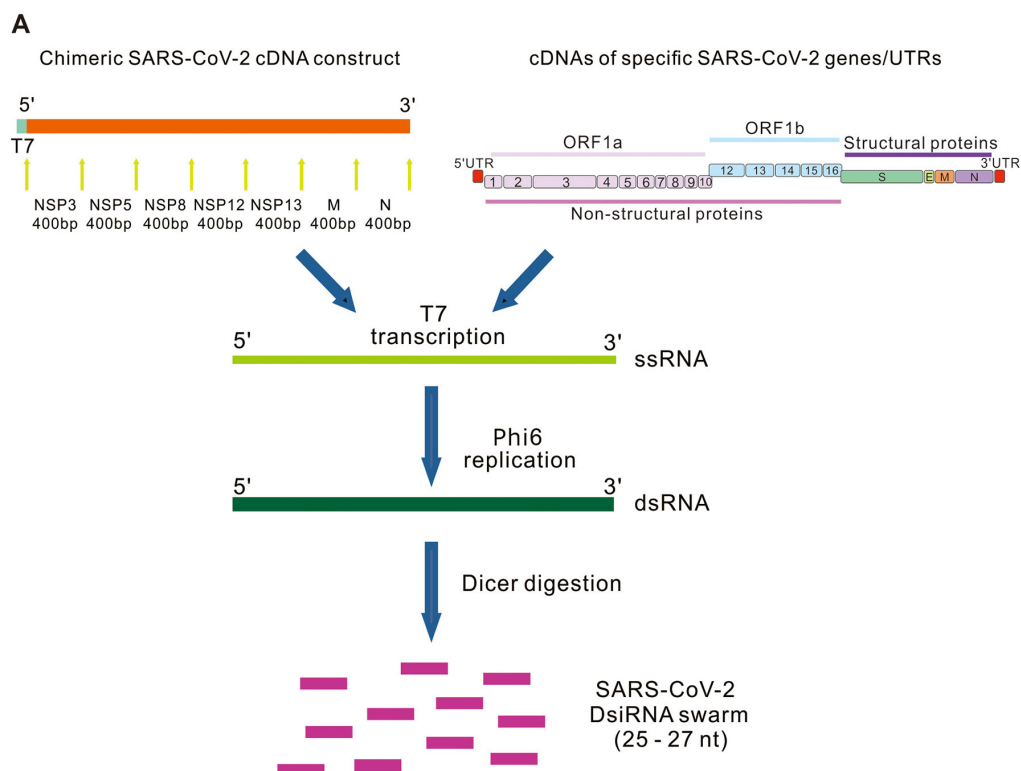 A
Chimeric SARS-CoV-2 cDNA construct
5' 3'
T7
NSP3 NSP5 NSP8 NSP12 NSP13 M N
400bp 400bp 400bp 400bp 400bp 400bp 400bp
cDNAs of specific SARS-CoV-2 genes/UTRs
ORF1a ORF1b Structural proteins
5'UTR 3'UTR
1 2 3 4 5 6 7 8 9 10 12 13 14 15 16 S E M N
Non-structural proteins
T7
transcription
5' 3'
ssRNA
Phi6
replication
5' 3'
dsRNA
Dicer digestion
SARS-CoV-2
DsiRNA swarm
(25 - 27 nt)